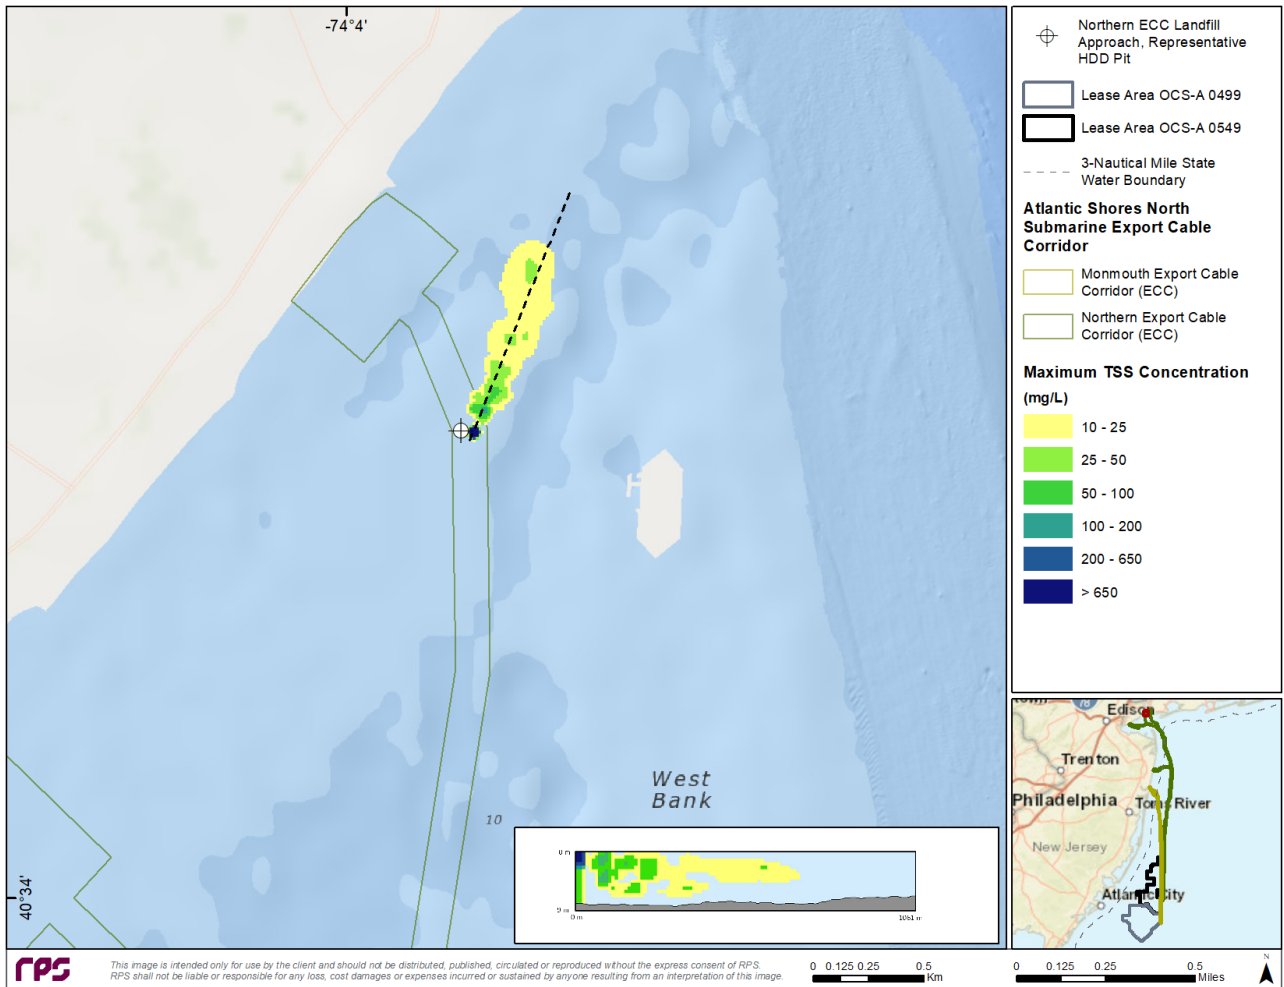 -74°4'
40°34'
West
Bank
10
0 m
9 m
0 m
1061 m
Northern ECC Landfill
Approach, Representative
HDD Pit
Lease Area OCS-A 0499
Lease Area OCS-A 0549
3-Nautical Mile State
Water Boundary
Atlantic Shores North
Submarine Export Cable
Corridor
Monmouth Export Cable
Corridor (ECC)
Northern Export Cable
Corridor (ECC)
Maximum TSS Concentration
(mg/L)
10 - 25
25 - 50
50 - 100
100 - 200
200 - 650
> 650
78
Edison
Trenton
Philadelphia
Toms River
New Jersey
Atlantic City
rps
This image is intended only for use by the client and should not be distributed, published, circulated or reproduced without the express consent of RPS.
RPS shall not be liable or responsible for any loss, cost damages or expenses incurred or sustained by anyone resulting from an interpretation of this image.
0 0.125 0.25 0.5
Km
0 0.125 0.25 0.5
Miles
N